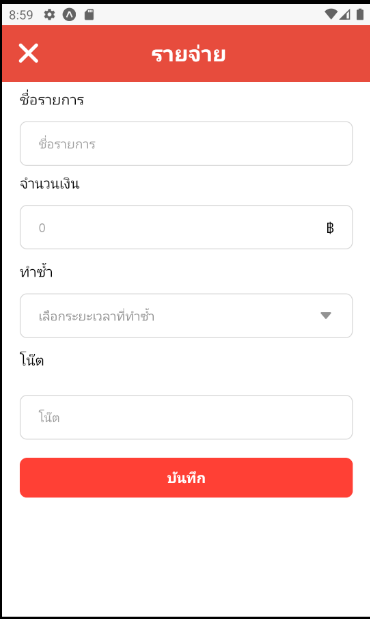 8:59
รายจ่าย
ชื่อรายการ
ชื่อรายการ
จำนวนเงิน
0 ฿
ทำซ้ำ
เลือกระยะเวลาที่ทำซ้ำ
โน๊ต
โน๊ต
บันทึก